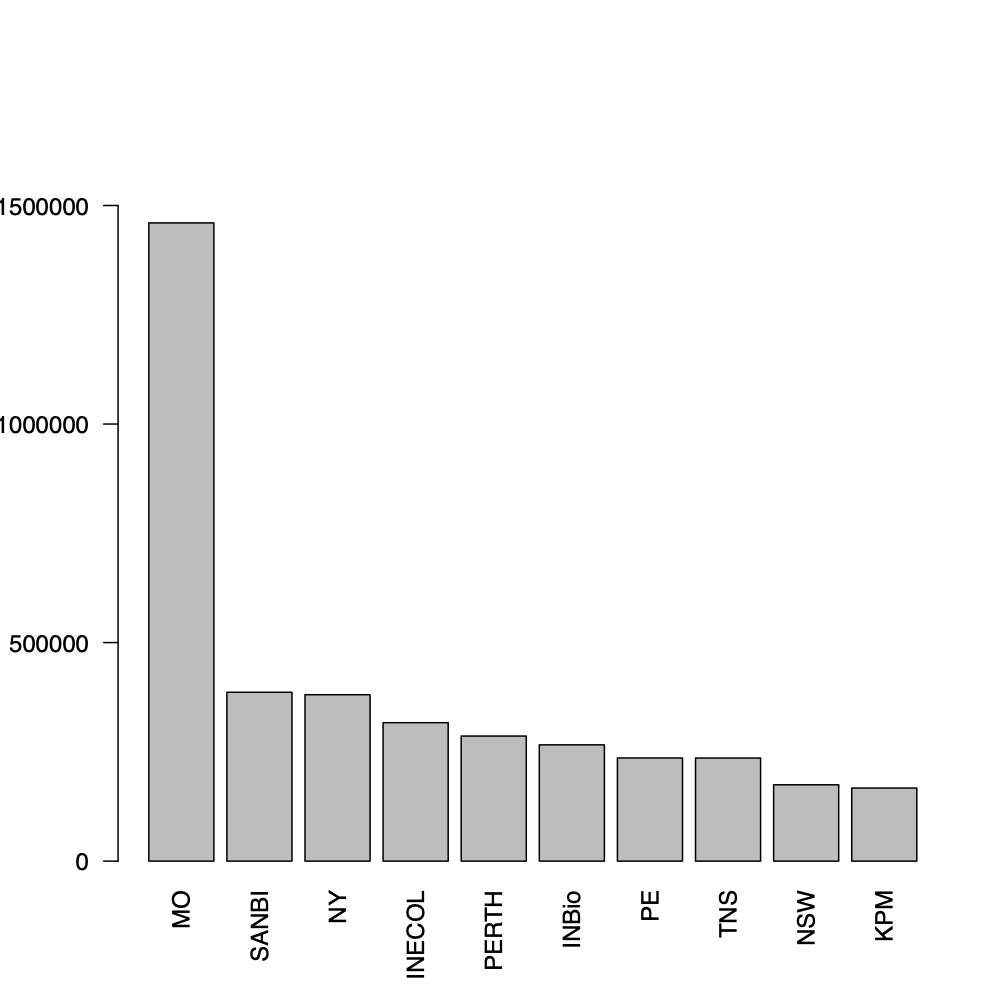 1500000
1000000
500000
0
MO
SANBI
NY
INECOL
PERTH
INBio
PE
TNS
NSW
KPM